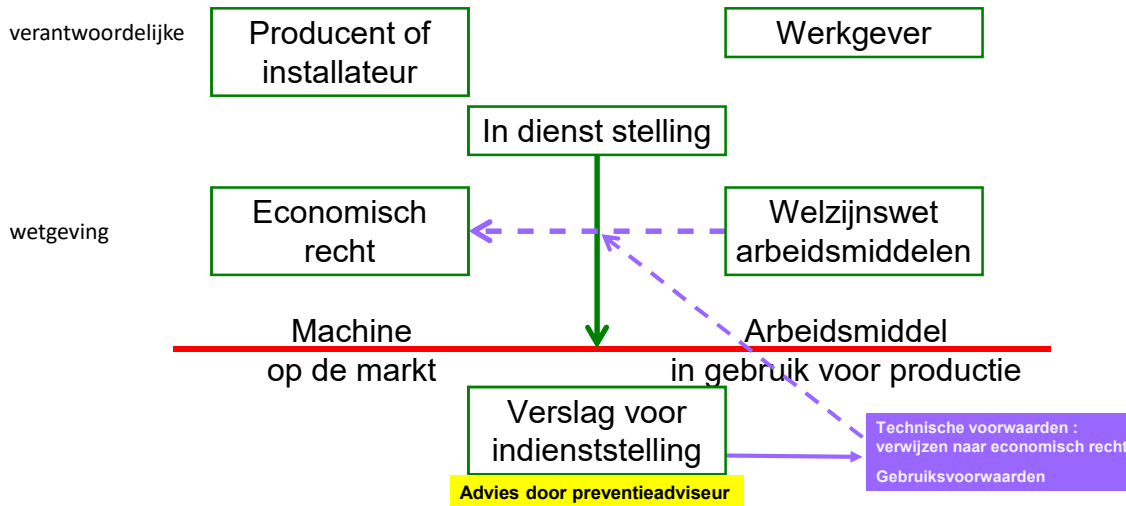 verantwoordelijke
Producent of
installateur
Werkgever
In dienst stelling
wetgeving
Economisch
recht
Welzijnswet
arbeidsmiddelen
Machine
op de markt
Arbeidsmiddel
in gebruik voor productie
Verslag voor
indienststelling
Advies door preventieadviseur
Technische voorwaarden :
verwijzen naar economisch recht
Gebruiksvoorwaarden